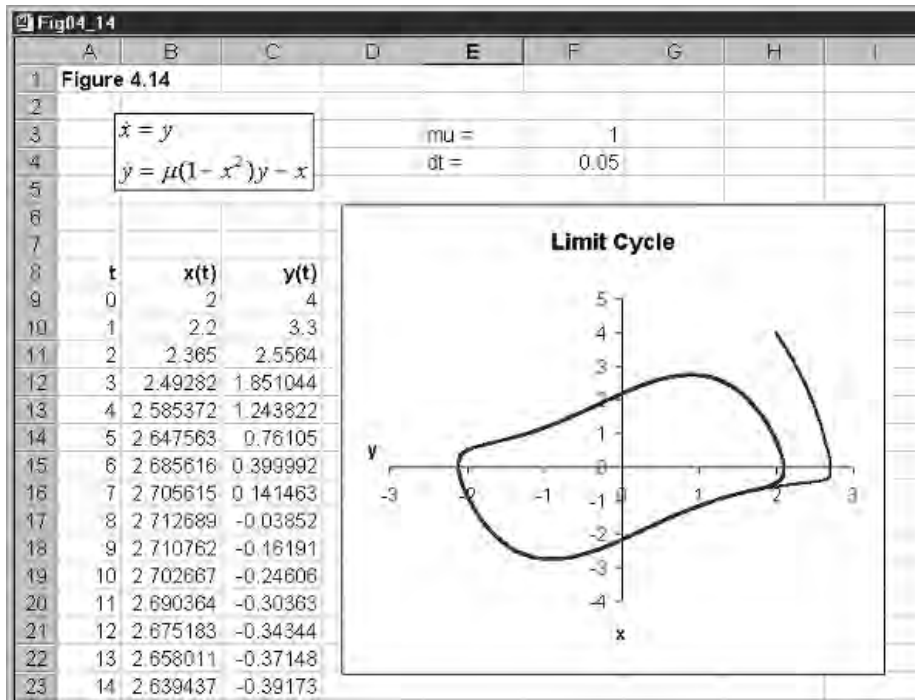 Fig04_14
A B C D E F G H I
1 Figure 4.14
2
3 ẋ = y mu = 1
4 ẏ = μ(1 - x²)y - x dt = 0.05
5
6
7
8 t x(t) y(t)
9 0 2 4
10 1 2.2 3.3
11 2 2.365 2.5564
12 3 2.49282 1.851044
13 4 2.585372 1.243822
14 5 2.647563 0.76105
15 6 2.685616 0.399992
16 7 2.705615 0.141463
17 8 2.712689 -0.03852
18 9 2.710762 -0.16191
19 10 2.702667 -0.24606
20 11 2.690364 -0.30363
21 12 2.675183 -0.34344
22 13 2.658011 -0.37148
23 14 2.639437 -0.39173
Limit Cycle
5
4
3
2
1
y
0
-3 -2 -1 0 1 2 3
-1
-2
-3
-4
x